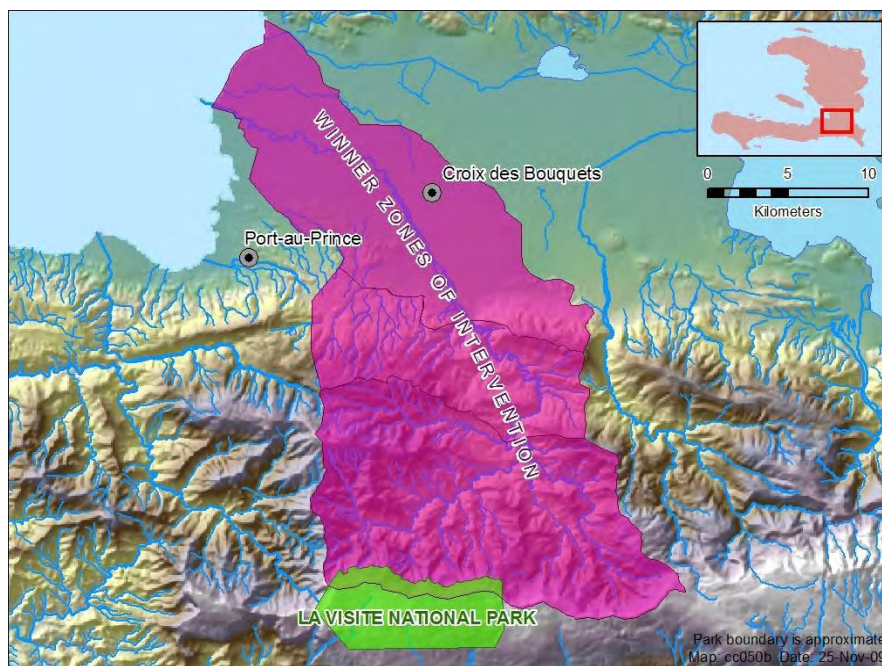 0 5 10
Kilometers
WINNER ZONES OF INTERVENTION
Croix des Bouquets
Port-au-Prince
LA VISITE NATIONAL PARK
Park boundary is approximate
Map: cc050b, Date: 25-Nov-09